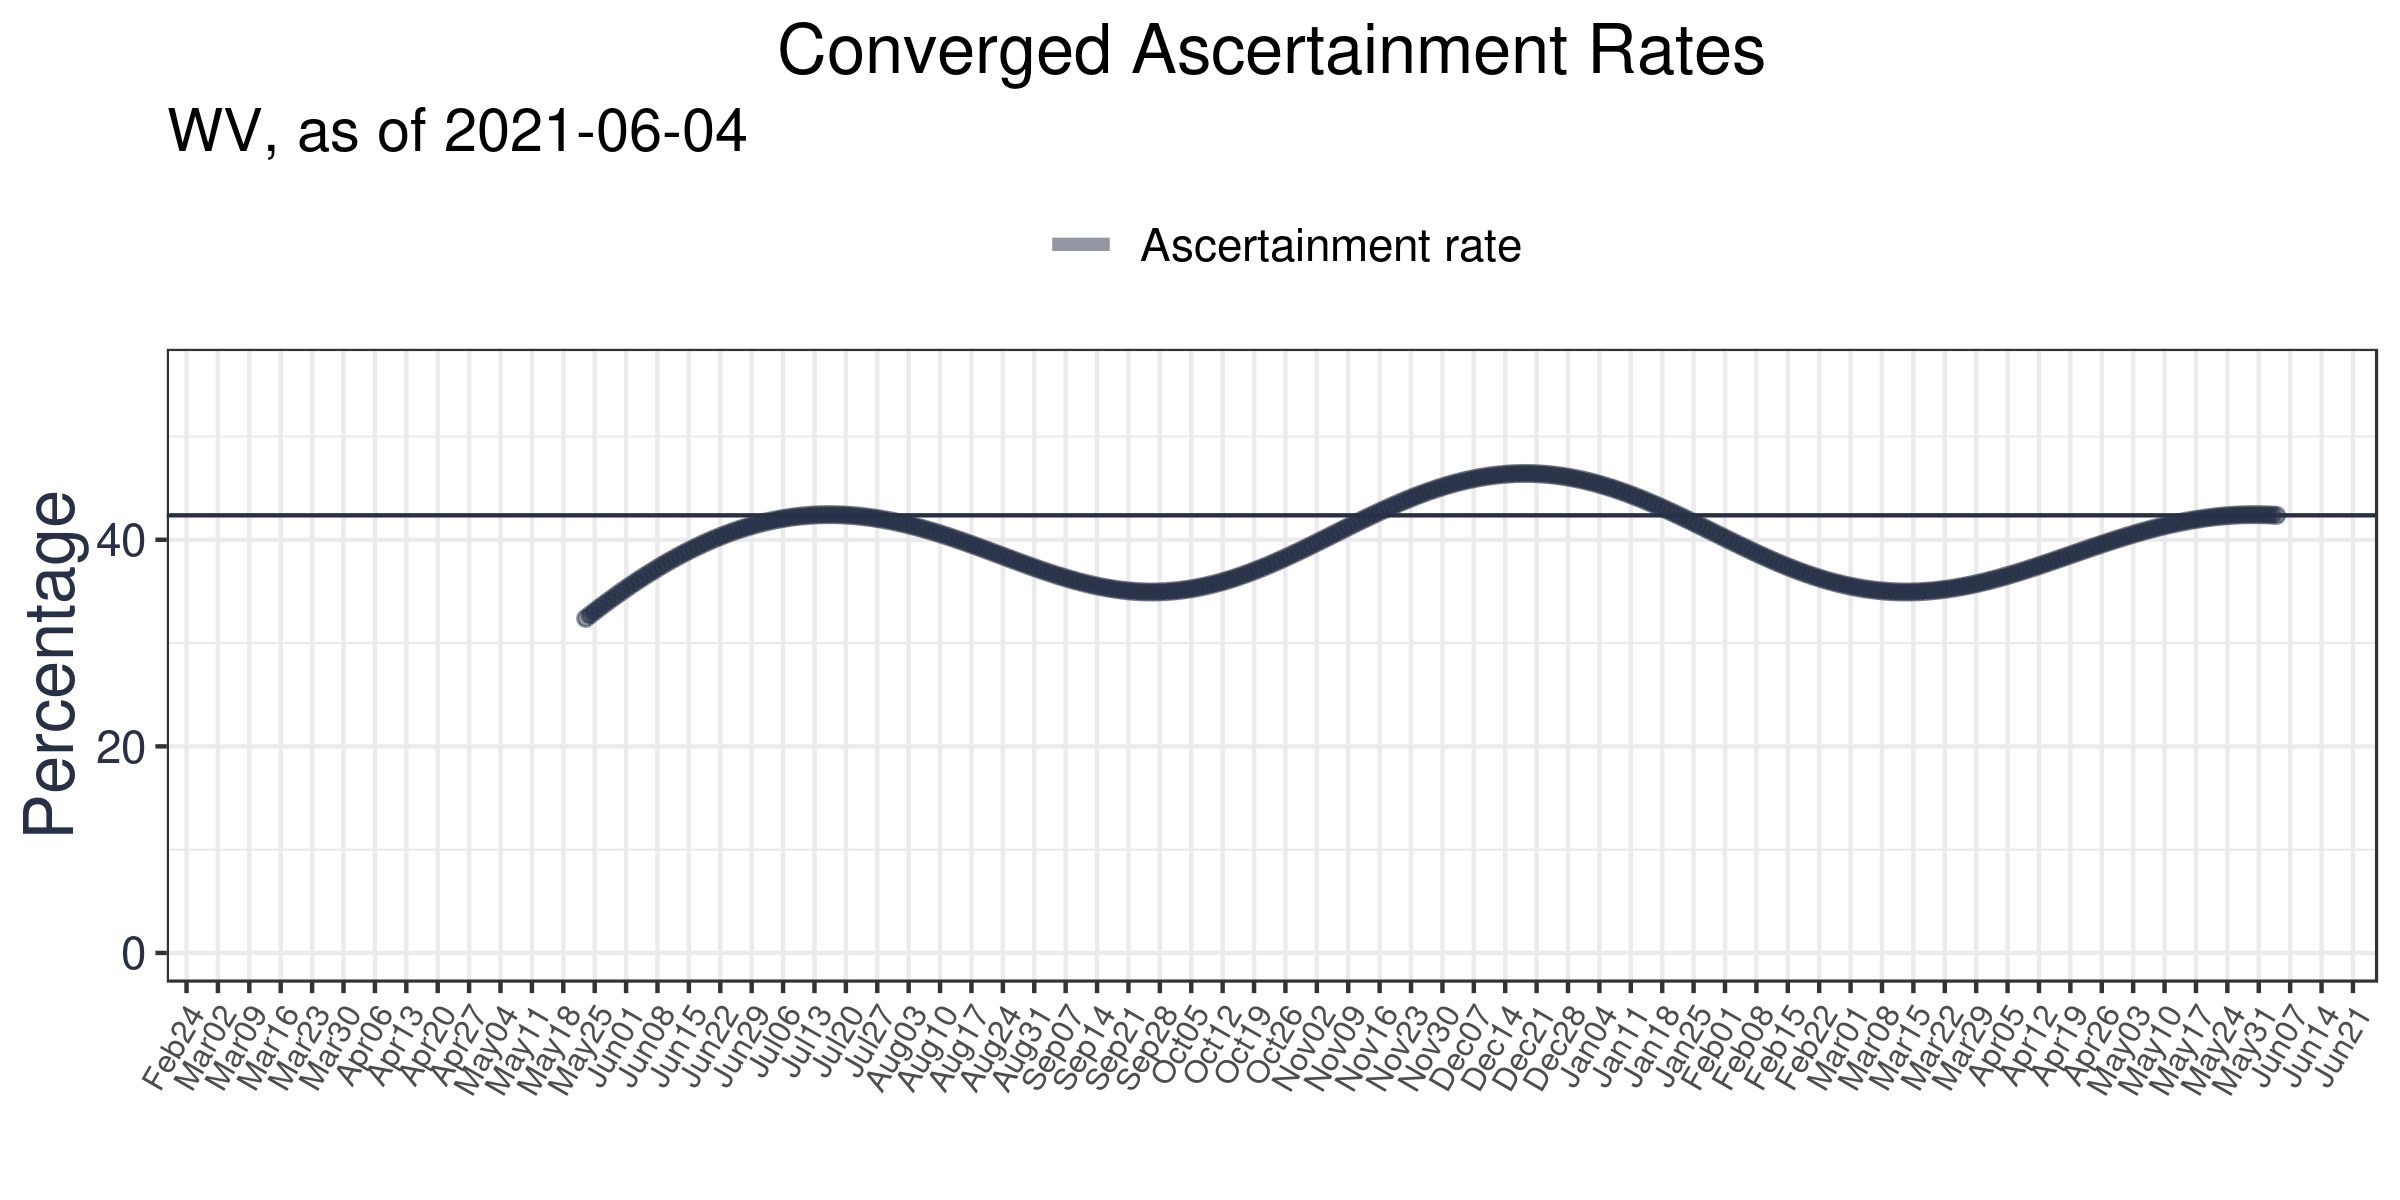 Converged Ascertainment Rates
WV, as of 2021-06-04
Ascertainment rate
Percentage
40
20
0
Feb24
Mar02
Mar09
Mar16
Mar23
Mar30
Apr06
Apr13
Apr20
Apr27
May04
May11
May18
May25
Jun01
Jun08
Jun15
Jun22
Jun29
Jul06
Jul13
Jul20
Jul27
Aug03
Aug10
Aug17
Aug24
Aug31
Sep07
Sep14
Sep21
Sep28
Oct05
Oct12
Oct19
Oct26
Nov02
Nov09
Nov16
Nov23
Nov30
Dec07
Dec14
Dec21
Dec28
Jan04
Jan11
Jan18
Jan25
Feb01
Feb08
Feb15
Feb22
Mar01
Mar08
Mar15
Mar22
Mar29
Apr05
Apr12
Apr19
Apr26
May03
May10
May17
May24
May31
Jun07
Jun14
Jun21